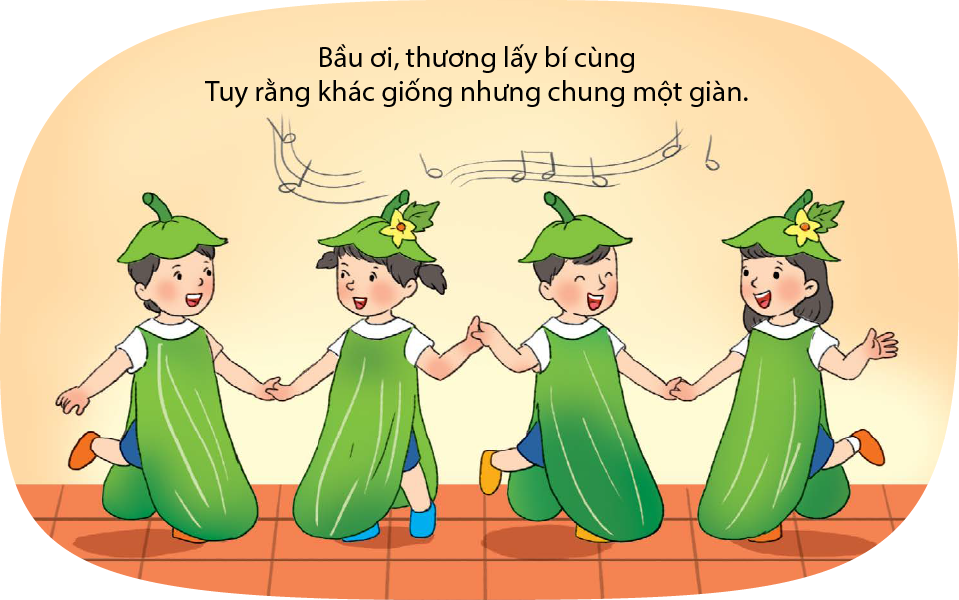 Bầu ơi, thương lấy bí cùng
Tuy rằng khác giống nhưng chung một giàn.